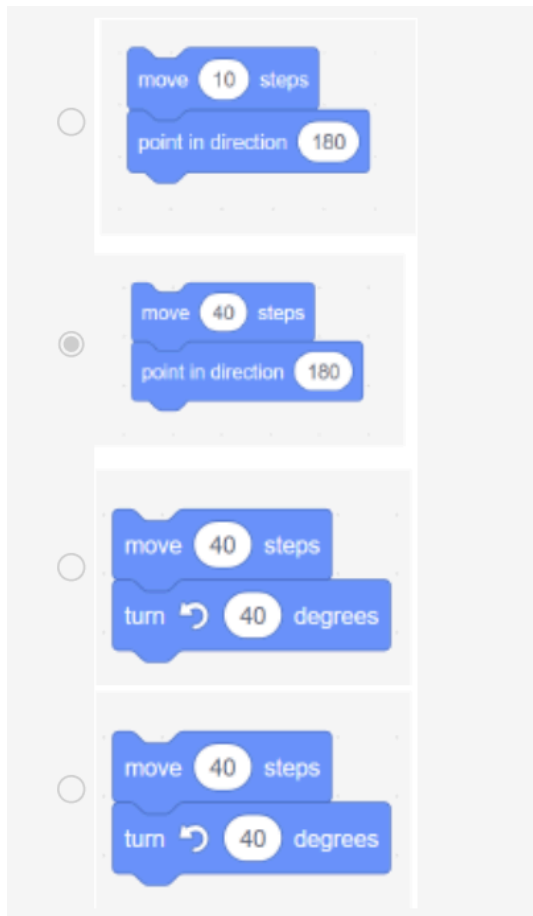 move 10 steps
point in direction 180
move 40 steps
point in direction 180
move 40 steps
turn 40 degrees
move 40 steps
turn 40 degrees